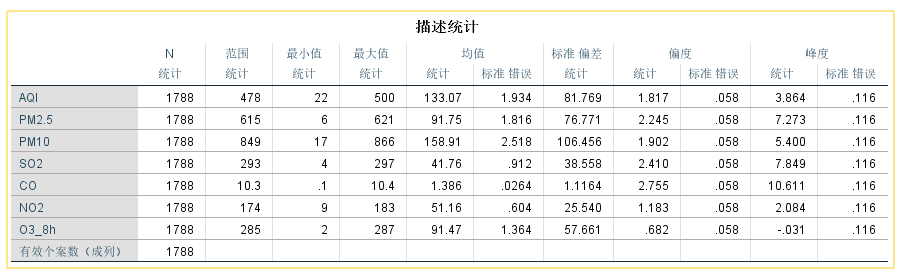 描述统计
N 范围 最小值 最大值 均值 标准 偏差 偏度 峰度
统计 统计 统计 统计 统计 标准 错误 统计 统计 标准 错误 统计 标准 错误
AQI 1788 478 22 500 133.07 1.934 81.769 1.817 .058 3.864 .116
PM2.5 1788 615 6 621 91.75 1.816 76.771 2.245 .058 7.273 .116
PM10 1788 849 17 866 158.91 2.518 106.456 1.902 .058 5.400 .116
SO2 1788 293 4 297 41.76 .912 38.558 2.410 .058 7.849 .116
CO 1788 10.3 .1 10.4 1.386 .0264 1.1164 2.755 .058 10.611 .116
NO2 1788 174 9 183 51.16 .604 25.540 1.183 .058 2.084 .116
O3_8h 1788 285 2 287 91.47 1.364 57.661 .682 .058 -.031 .116
有效个案数（成列） 1788